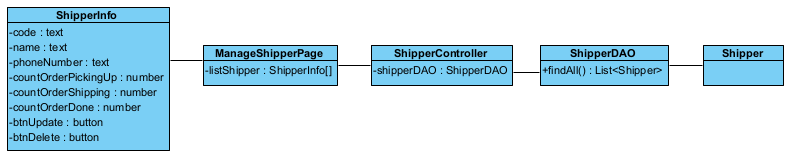 ShipperInfo
-code : text
-name : text
-phoneNumber : text
-countOrderPickingUp : number
-countOrderShipping : number
-countOrderDone : number
-btnUpdate : button
-btnDelete : button
ManageShipperPage
-listShipper : ShipperInfo[]
ShipperController
-shipperDAO : ShipperDAO
ShipperDAO
+findAll() : List<Shipper>
Shipper